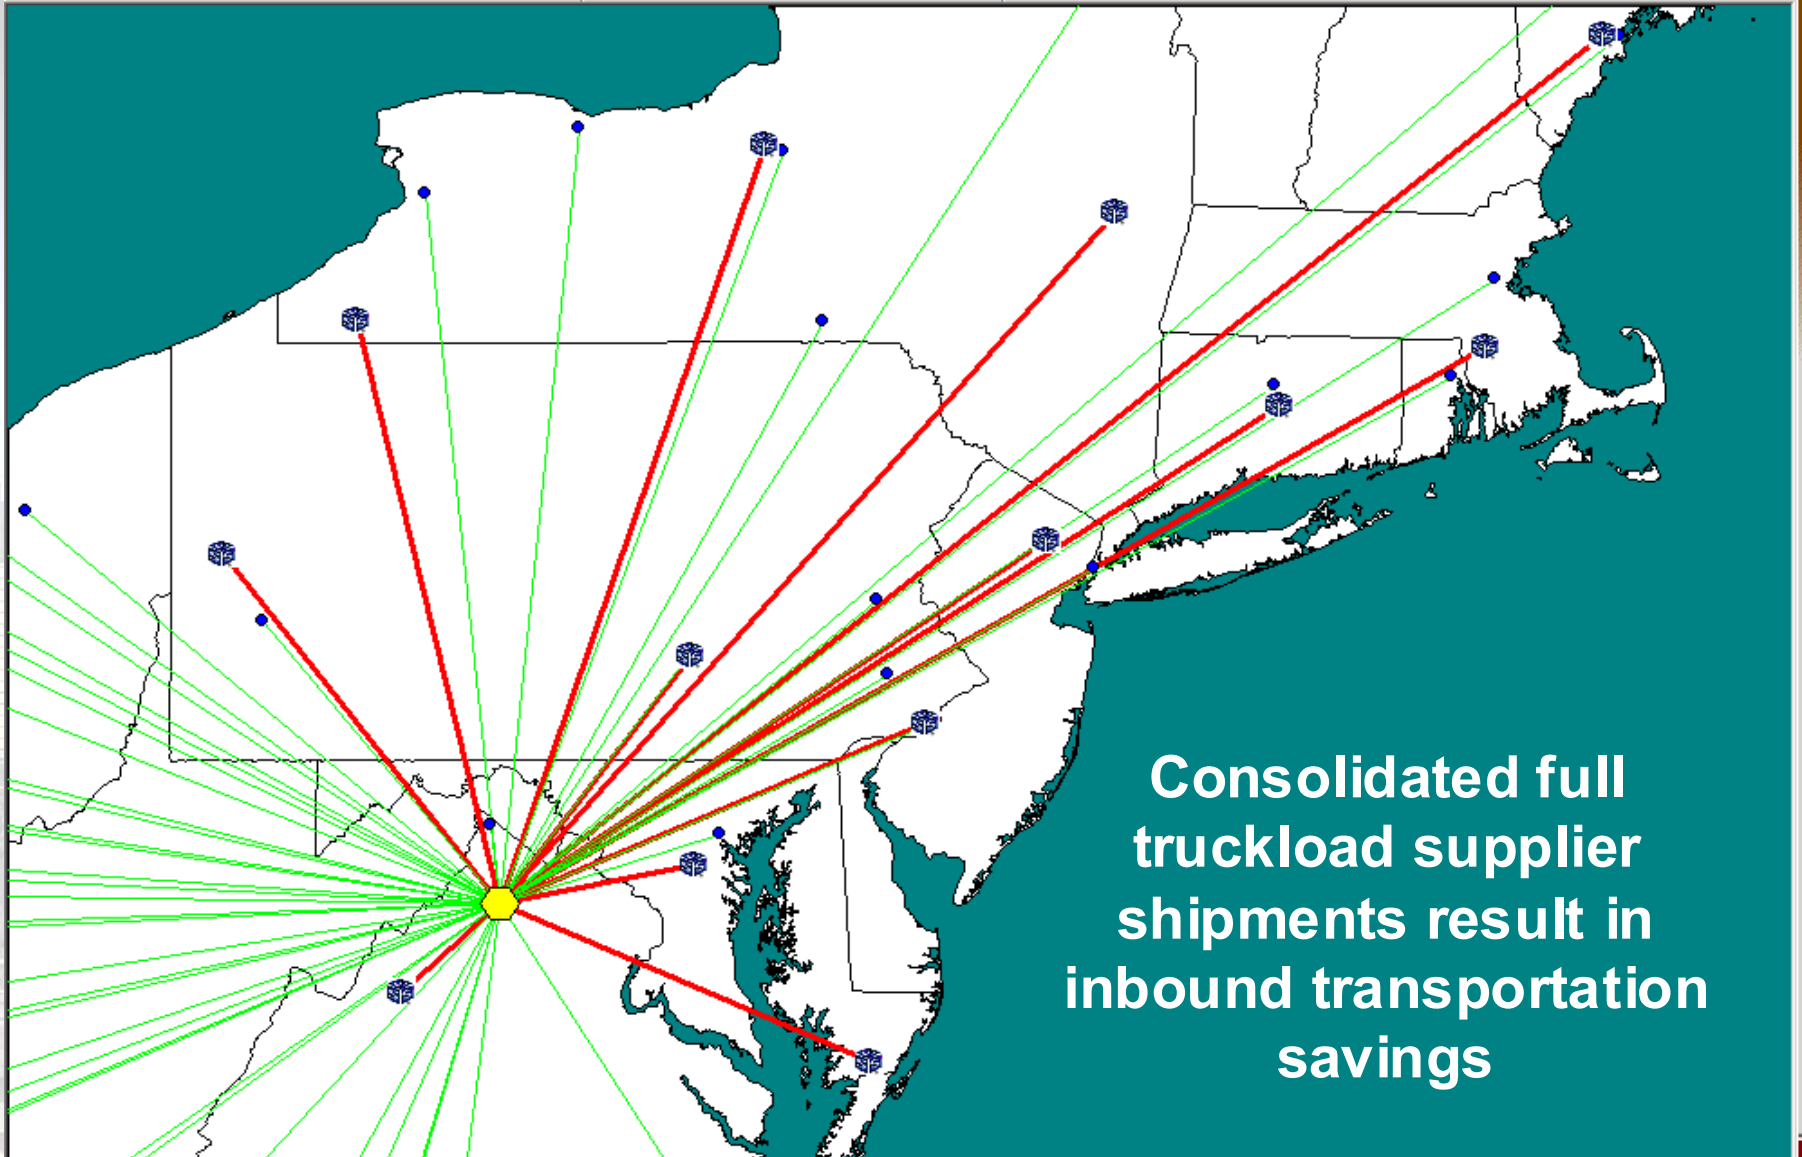 Consolidated full
truckload supplier
shipments result in
inbound transportation
savings